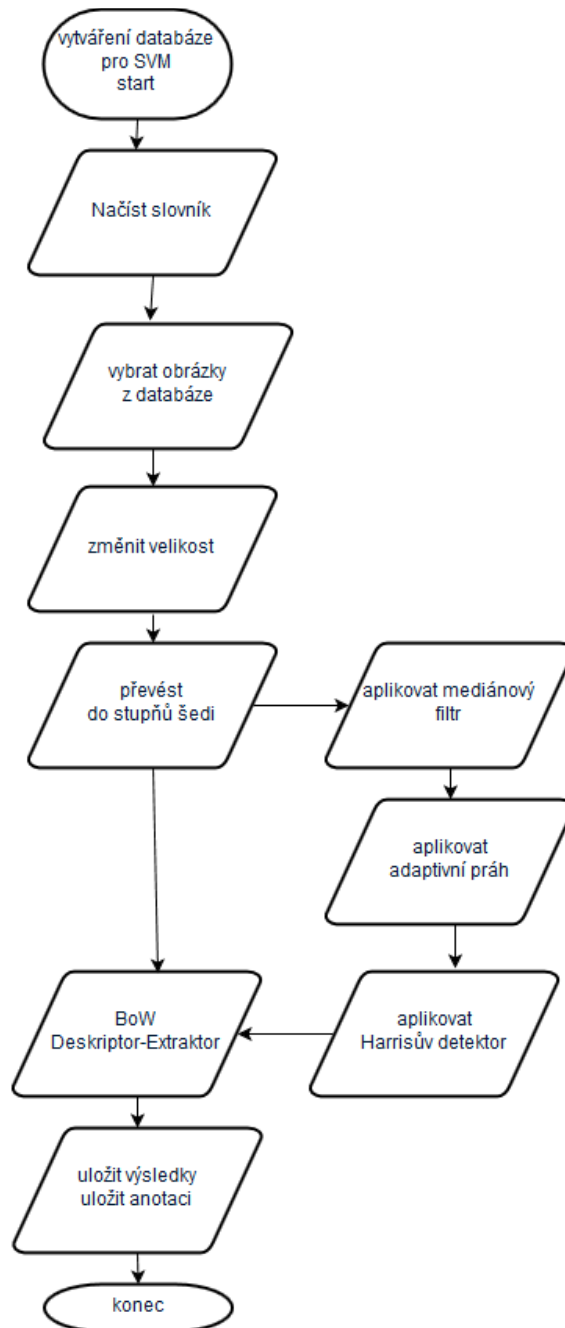 vytváření databáze
pro SVM
start
Načíst slovník
vybrat obrázky
z databáze
změnit velikost
převést
do stupňů šedi
aplikovat mediánový
filtr
aplikovat
adaptivní práh
BoW
Deskriptor-Extraktor
aplikovat
Harrisův detektor
uložit výsledky
uložit anotaci
konec